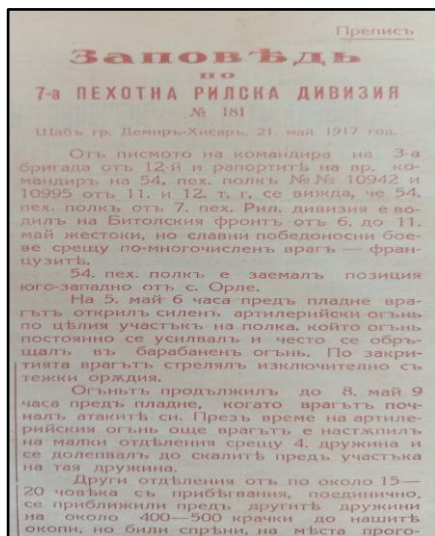 Преписъ
Заповѣдь
по
7-а ПЕХОТНА РИЛСКА ДИВИЗИЯ
№ 181
Щабъ гр. Демиръ-Хисаръ, 21. май 1917 год.
Отъ писмото на командира на 3-а
бригада отъ 12-й и рапортитѣ на вр. ко-
мандиръ на 54. пех. полкъ №№ 10942 и
10995 отъ 11. и 12. т. г. се вижда, че 54.
пех. полкъ отъ 7. пех. Рил. дивизия е во-
дилъ на Битолския фронтъ отъ 6. до 11.
май жестоки, но славни победоносни бое-
ве срещу по-многочисленъ врагъ — фран-
цузитѣ.
54. пех. полкъ е заемалъ позиция
юго-западно отъ с. Орле.
На 5. май 6 часа предъ пладне вра-
гътъ открилъ силенъ артилерийски огънь
по цѣлия участъкъ на полка, който огънь
постоянно се усилвалъ и често се обръ-
щалъ въ барабаненъ огънь. По закри-
тията врагътъ стрелялъ изключително съ
тежки орѫдия.
Огъньтъ продължилъ до 8. май 9
часа предъ пладне, когато врагътъ поч-
налъ атакитѣ си. Презъ време на артиле-
рийския огънь още врагътъ е настѫпилъ
на малки отдѣления срещу 4. дружина и
се долепвалъ до скалитѣ предъ участъка
на тая дружина.
Други отдѣления отъ по около 15—
20 човѣка съ прибѣгвания, поединично,
се приближили предъ другитѣ дружини
на около 400—500 крачки до нашитѣ
окопи, но били спрѣни, на мѣста прого-